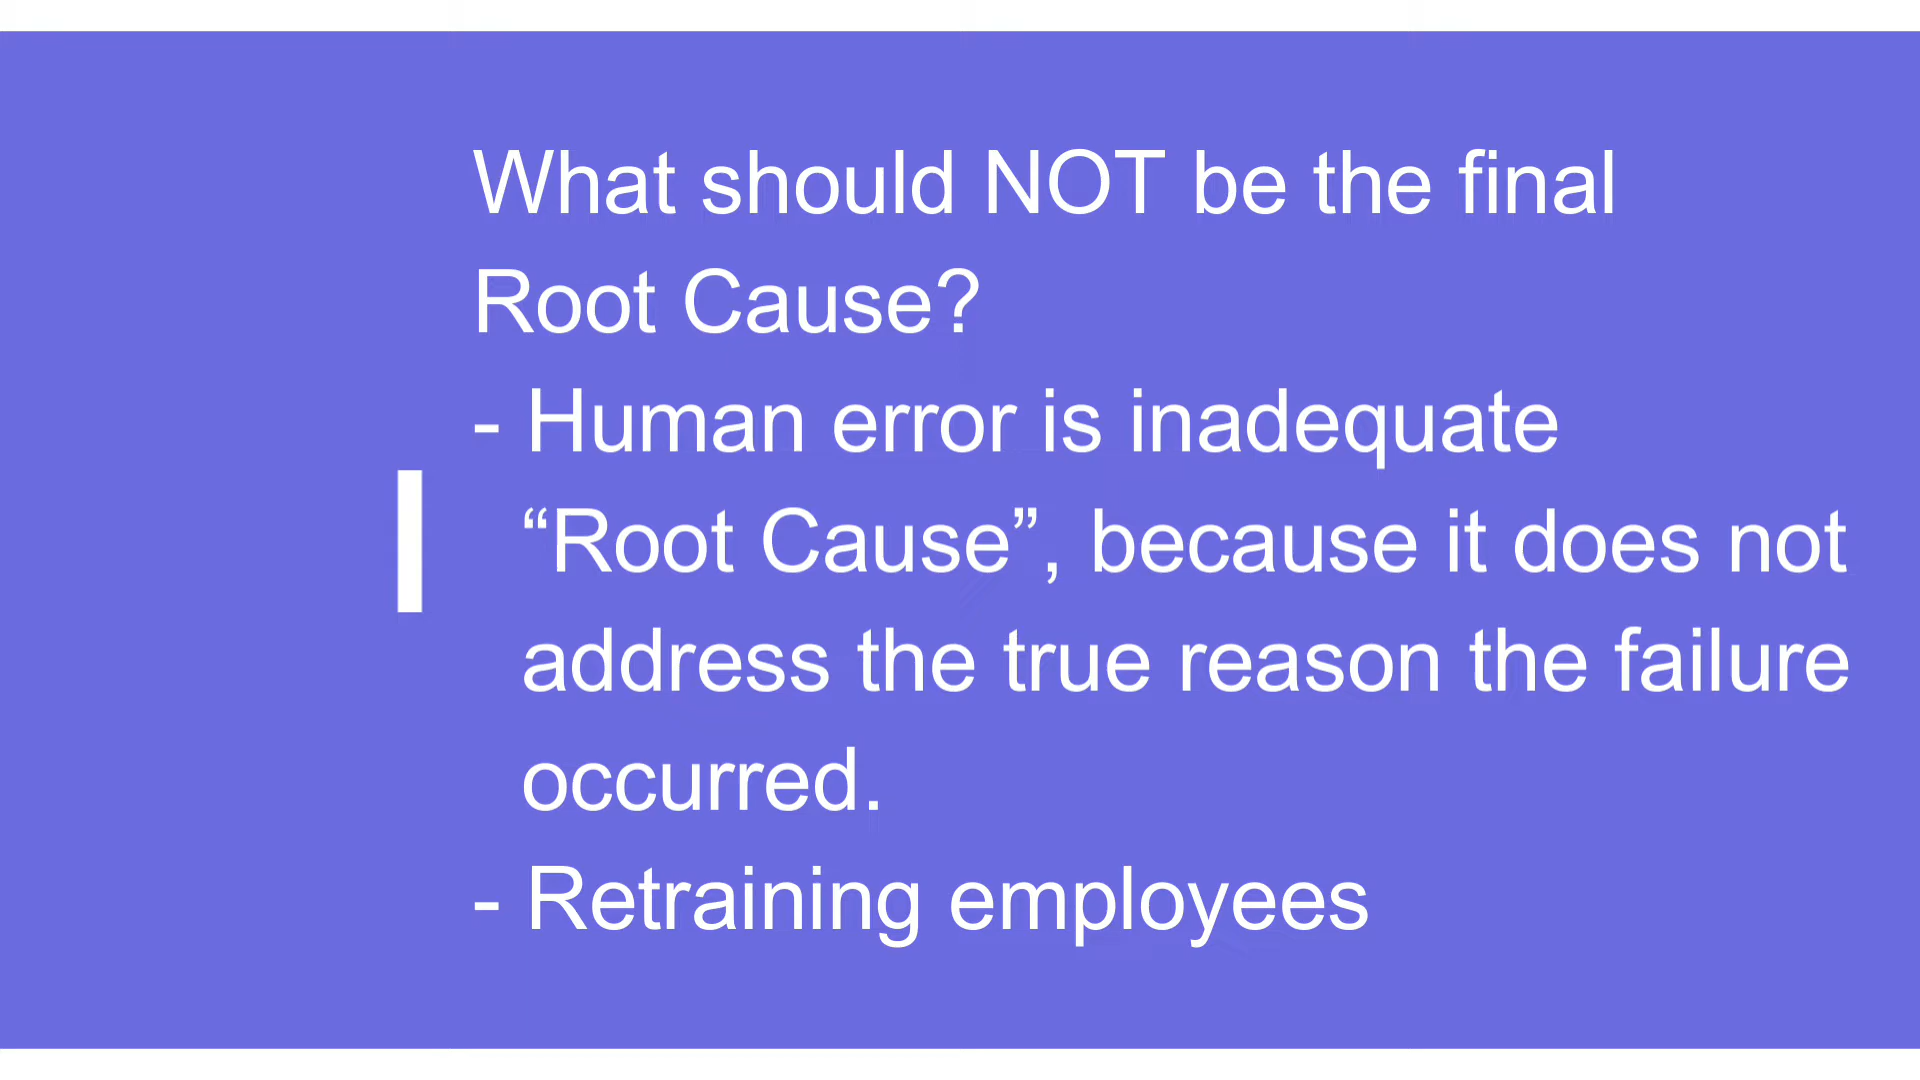 What should NOT be the final
Root Cause?
- Human error is inadequate
“Root Cause”, because it does not
address the true reason the failure
occurred.
- Retraining employees